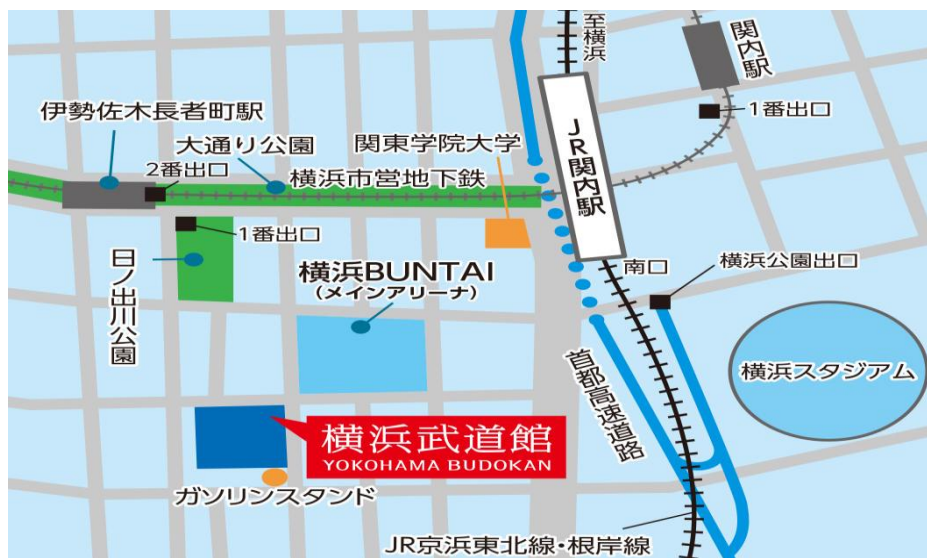 至横浜
関内駅
1番出口
JR関内駅
伊勢佐木長者町駅
大通り公園
関東学院大学
2番出口
横浜市営地下鉄
1番出口
日ノ出川公園
横浜BUNTAI
(メインアリーナ)
南口
横浜公園出口
横浜スタジアム
首都高速道路
横浜武道館
YOKOHAMA BUDOKAN
ガソリンスタンド
JR京浜東北線・根岸線